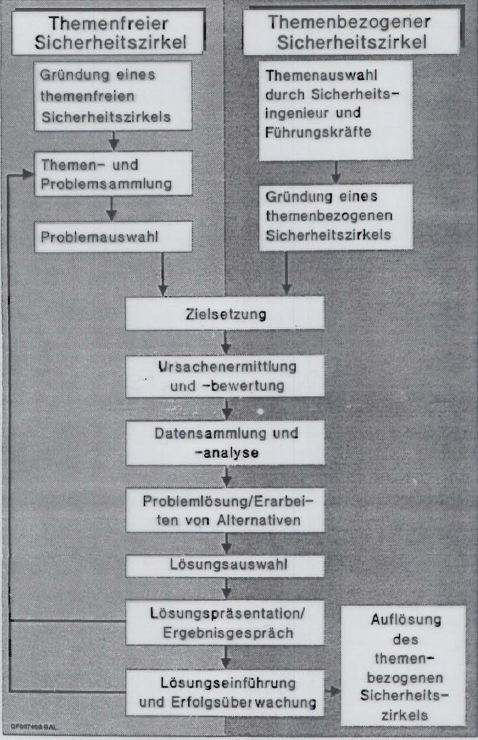 Themenfreier
Sicherheitszirkel
Themenbezogener
Sicherheitszirkel
Gründung eines
themenfreien
Sicherheitszirkels
Themen- und
Problemsammlung
Problemauswahl
Themenauswahl
durch Sicherheits-
ingenieur und
Führungskräfte
Gründung eines
themenbezogenen
Sicherheitszirkels
Zielsetzung
Ursachenermittlung
und -bewertung
Datensammlung und
-analyse
Problemlösung/Erarbei-
ten von Alternativen
Lösungsauswahl
Lösungspräsentation/
Ergebnisgespräch
Lösungseinführung
und Erfolgsüberwachung
Auflösung
des
themen-
bezogenen
Sicherheits-
zirkels